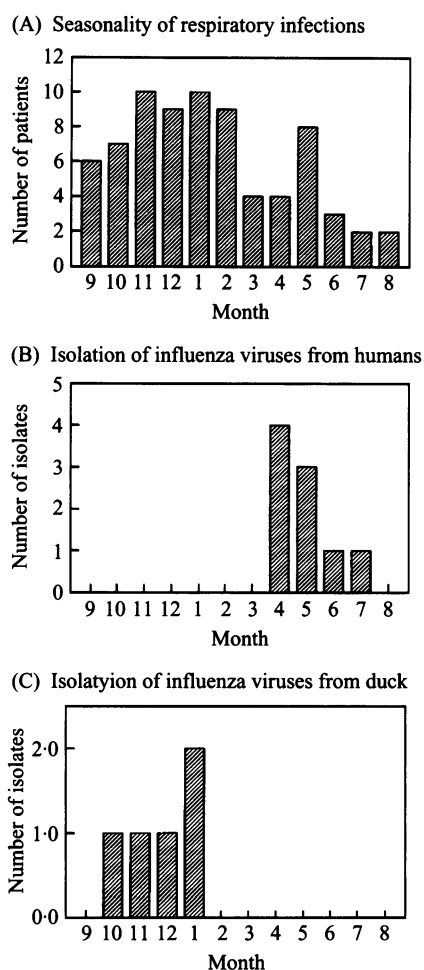 (A) Seasonality of respiratory infections
12
10
8
6
4
2
0
Number of patients
9 10 11 12 1 2 3 4 5 6 7 8
Month
(B) Isolation of influenza viruses from humans
5
4
3
2
1
0
Number of isolates
9 10 11 12 1 2 3 4 5 6 7 8
Month
(C) Isolatyion of influenza viruses from duck
2·0
1·0
0·0
Number of isolates
9 10 11 12 1 2 3 4 5 6 7 8
Month